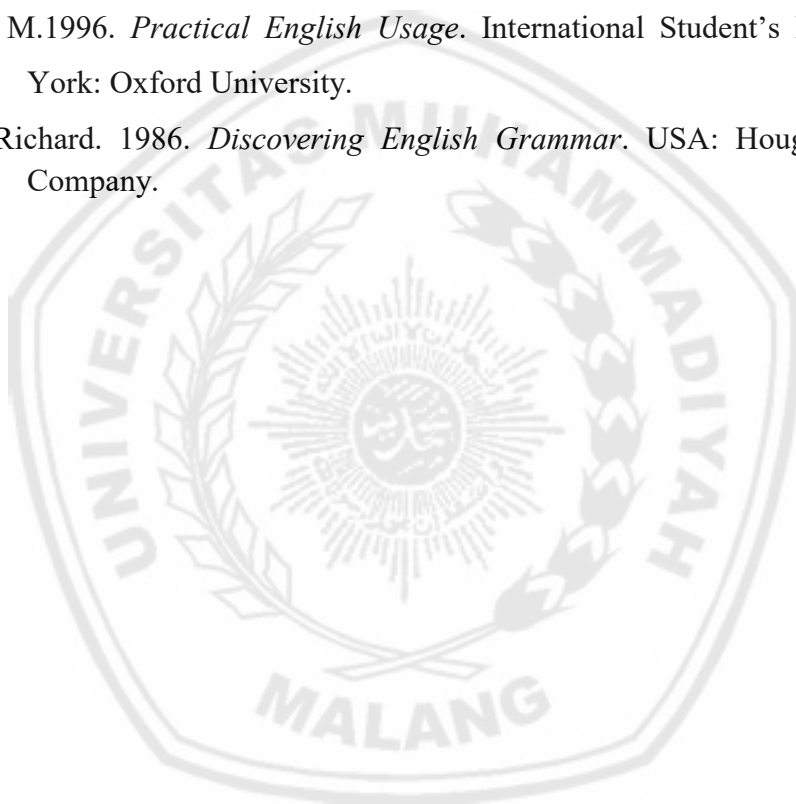 M.1996. Practical English Usage. International Student’s
York: Oxford University.
Richard. 1986. Discovering English Grammar. USA:
Company.
UNIVERSITAS MUHAMMADIYAH
MALANG